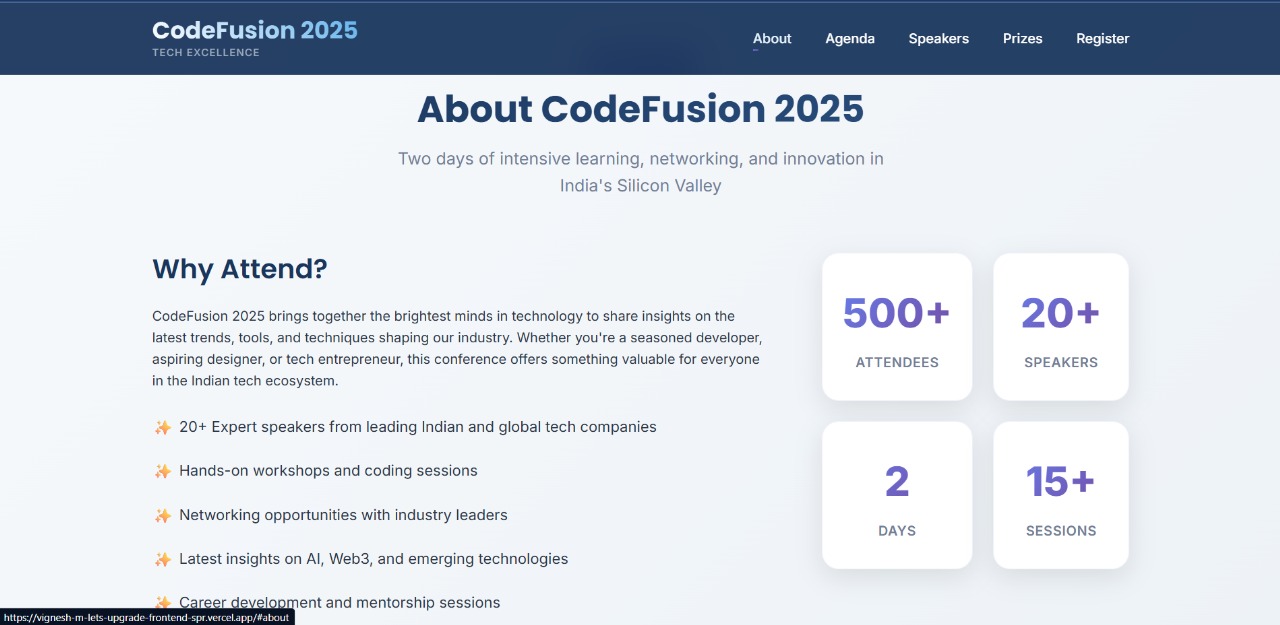 CodeFusion 2025
TECH EXCELLENCE
About
Agenda
Speakers
Prizes
Register
About CodeFusion 2025
Two days of intensive learning, networking, and innovation in
India's Silicon Valley
Why Attend?
CodeFusion 2025 brings together the brightest minds in technology to share insights on the
latest trends, tools, and techniques shaping our industry. Whether you're a seasoned developer,
aspiring designer, or tech entrepreneur, this conference offers something valuable for everyone
in the Indian tech ecosystem.
20+ Expert speakers from leading Indian and global tech companies
Hands-on workshops and coding sessions
Networking opportunities with industry leaders
Latest insights on AI, Web3, and emerging technologies
Career development and mentorship sessions
500+
ATTENDEES
20+
SPEAKERS
2
DAYS
15+
SESSIONS
https://vignesh-m-lets-upgrade-frontend-spr.vercel.app/#about